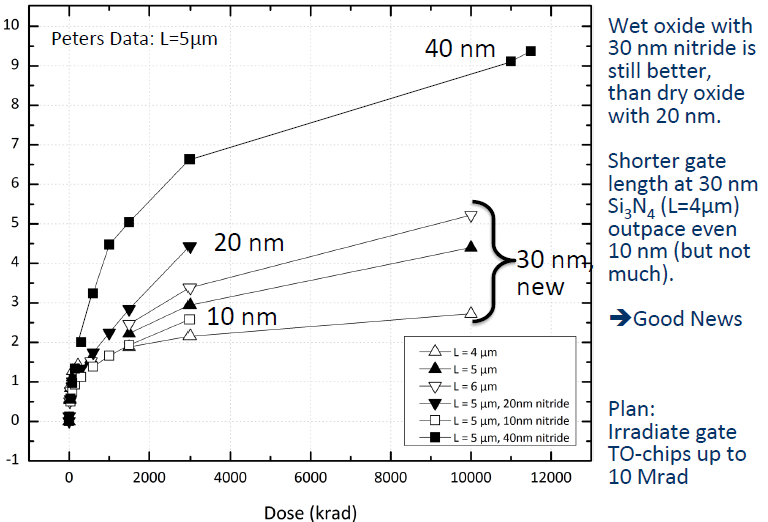 Peters Data: L=5µm
40 nm
20 nm
10 nm
30 nm,
new
10
9
8
7
6
5
4
3
2
1
0
-1
0
2000
4000
6000
8000
10000
12000
Dose (krad)
L = 4 µm
L = 5 µm
L = 6 µm
L = 5 µm, 20nm nitride
L = 5 µm, 10nm nitride
L = 5 µm, 40nm nitride
Wet oxide with
30 nm nitride is
still better,
than dry oxide
with 20 nm.
Shorter gate
length at 30 nm
Si₃N₄ (L=4µm)
outpace even
10 nm (but not
much).
➔Good News
Plan:
Irradiate gate
TO-chips up to
10 Mrad